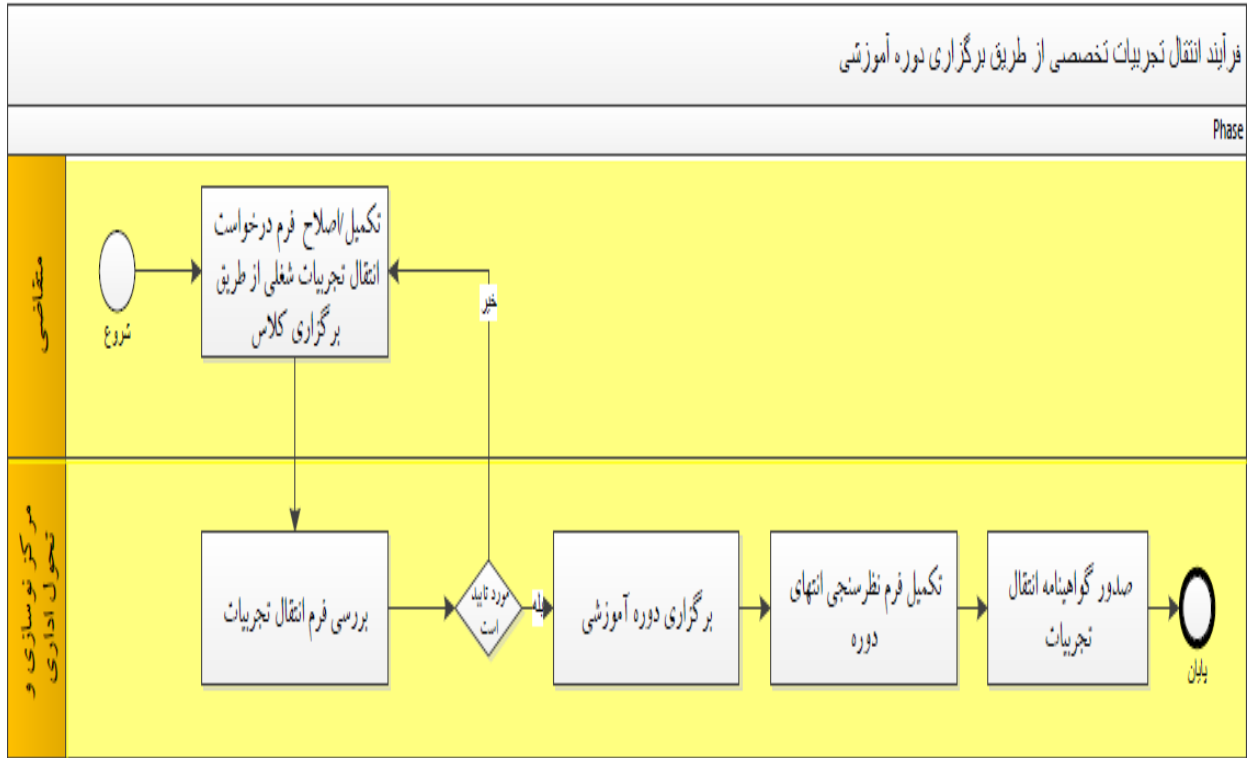 فرآیند انتقال تجربیات تخصصی از طریق برگزاری دوره آموزشی
Phase
متقاضی
شروع
تکمیل/اصلاح فرم درخواست
انتقال تجربیات شغلی از طریق
برگزاری کلاس
خیر
مرکز نوسازی و
تحول اداری
بررسی فرم انتقال تجربیات
مورد تایید
است
بله
برگزاری دوره آموزشی
تکمیل فرم نظرسنجی انتهای
دوره
صدور گواهینامه انتقال
تجربیات
پایان